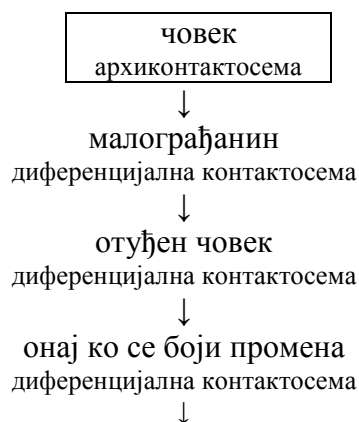 човек
архиконтактосема
↓
малограђанин
диференцијална контактосема
↓
отуђен човек
диференцијална контактосема
↓
онај ко се боји промена
диференцијална контактосема
↓